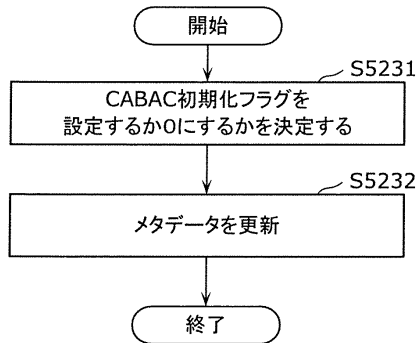 開始
S5231
CABAC初期化フラグを
設定するか0にするかを決定する
S5232
メタデータを更新
終了